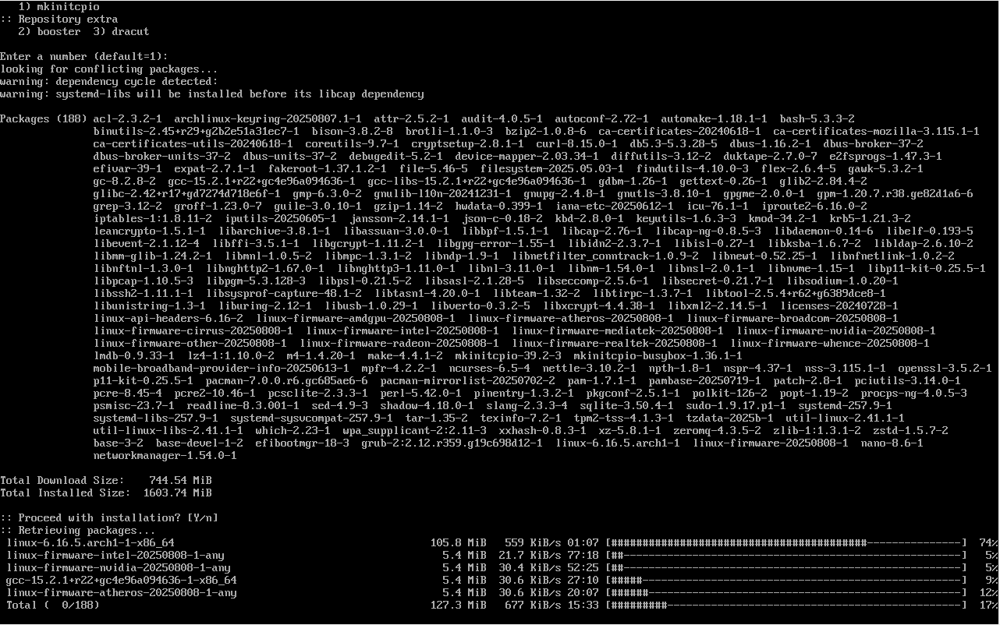 1) mkinitcpio
:: Repository extra
2) booster  3) dracut
Enter a number (default=1):
looking for conflicting packages...
warning: dependency cycle detected:
warning: systemd-libs will be installed before its libcap dependency
Packages (188) acl-2.3.2-1  archlinux-keyring-20250807.1-1  attr-2.5.2-1  audit-4.0.5-1  autoconf-2.72-1  automake-1.18.1-1  bash-5.3.3-2
binutils-2.45+r29+g2b2e51a31ec7-1  bison-3.8.2-8  brotli-1.1.0-3  bzip2-1.0.8-6  ca-certificates-20240618-1  ca-certificates-mozilla-3.115.1-1
ca-certificates-utils-20240618-1  coreutils-9.7-1  cryptsetup-2.8.1-1  curl-8.15.0-1  db5.3-5.3.28-5  dbus-1.16.2-1  dbus-broker-37-2
dbus-broker-units-37-2  dbus-units-37-2  debugedit-5.2-1  device-mapper-2.03.34-1  diffutils-3.12-2  duktape-2.7.0-7  e2fsprogs-1.47.3-1
efivar-39-1  expat-2.7.1-1  fakeroot-1.37.1.2-1  file-5.46-5  filesystem-2025.05.03-1  findutils-4.10.0-3  flex-2.6.4-5  gawk-5.3.2-1
gc-8.2.8-2  gcc-15.2.1+r22+gc4e96a094636-1  gcc-libs-15.2.1+r22+gc4e96a094636-1  gdbm-1.26-1  gettext-0.26-1  glib2-2.84.4-2
glibc-2.42+r17+gd7274d718e6f-1  gmp-6.3.0-2  gnulib-l10n-20241231-1  gnupg-2.4.8-1  gnutls-3.8.10-1  gpgme-2.0.0-1  gpm-1.20.7.r38.ge82d1a6-6
grep-3.12-2  groff-1.23.0-7  guile-3.0.10-1  gzip-1.14-2  hwdata-0.399-1  iana-etc-20250612-1  icu-76.1-1  iproute2-6.16.0-2
iptables-1:1.8.11-2  iputils-20250605-1  jansson-2.14.1-1  json-c-0.18-2  kbd-2.8.0-1  keyutils-1.6.3-3  kmod-34.2-1  krb5-1.21.3-2
leancrypto-1.5.1-1  libarchive-3.8.1-1  libassuan-3.0.0-1  libbpf-1.5.1-1  libcap-2.76-1  libcap-ng-0.8.5-3  libdaemon-0.14-6  libelf-0.193-5
libevent-2.1.12-4  libffi-3.5.1-1  libgcrypt-1.11.2-1  libgpg-error-1.55-1  libidn2-2.3.7-1  libisl-0.27-1  libksba-1.6.7-2  libldap-2.6.10-2
libmm-glib-1.24.2-1  libmnl-1.0.5-2  libmpc-1.3.1-2  libndp-1.9-1  libnetfilter_conntrack-1.0.9-2  libnewt-0.52.25-1  libnfnetlink-1.0.2-2
libnftnl-1.3.0-1  libnghttp2-1.67.0-1  libnghttp3-1.11.0-1  libnl-3.11.0-1  libnm-1.54.0-1  libnsl-2.0.1-1  libnvme-1.15-1  libp11-kit-0.25.5-1
libpcap-1.10.5-3  libpgm-5.3.128-3  libpsl-0.21.5-2  libsasl-2.1.28-5  libseccomp-2.5.6-1  libsecret-0.21.7-1  libsodium-1.0.20-1
libssh2-1.11.1-1  libsysprof-capture-48.1-2  libtasn1-4.20.0-1  libteam-1.32-2  libtirpc-1.3.7-1  libtool-2.5.4+r62+g6389dce8-1
libunistring-1.3-1  liburing-2.12-1  libusb-1.0.29-1  libverto-0.3.2-5  libxcrypt-4.4.38-1  libxml2-2.14.5-1  licenses-20240728-1
linux-api-headers-6.16-2  linux-firmware-amdgpu-20250808-1  linux-firmware-atheros-20250808-1  linux-firmware-broadcom-20250808-1
linux-firmware-cirrus-20250808-1  linux-firmware-intel-20250808-1  linux-firmware-mediatek-20250808-1  linux-firmware-nvidia-20250808-1
linux-firmware-other-20250808-1  linux-firmware-radeon-20250808-1  linux-firmware-realtek-20250808-1  linux-firmware-whence-20250808-1
lmdb-0.9.33-1  lz4-1:1.10.0-2  m4-1.4.20-1  make-4.4.1-2  mkinitcpio-39.2-3  mkinitcpio-busybox-1.36.1-1
mobile-broadband-provider-info-20250613-1  mpfr-4.2.2-1  ncurses-6.5-4  nettle-3.10.2-1  npth-1.8-1  nspr-4.37-1  nss-3.115.1-1  openssl-3.5.2-1
p11-kit-0.25.5-1  pacman-7.0.0.r6.gc685ae6-6  pacman-mirrorlist-20250702-2  pam-1.7.1-1  pambase-20250719-1  patch-2.8-1  pciutils-3.14.0-1
pcre-8.45-4  pcre2-10.46-1  pcsclite-2.3.3-1  perl-5.42.0-1  pinentry-1.3.2-1  pkgconf-2.5.1-1  polkit-126-2  popt-1.19-2  procps-ng-4.0.5-3
psmisc-23.7-1  readline-8.3.001-1  sed-4.9-3  shadow-4.18.0-1  slang-2.3.3-4  sqlite-3.50.4-1  sudo-1.9.17.p1-1  systemd-257.9-1
systemd-libs-257.9-1  systemd-sysvcompat-257.9-1  tar-1.35-2  texinfo-7.2-1  tpm2-tss-4.1.3-1  tzdata-2025b-1  util-linux-2.41.1-1
util-linux-libs-2.41.1-1  which-2.23-1  wpa_supplicant-2:2.11-3  xxhash-0.8.3-1  xz-5.8.1-1  zeromq-4.3.5-2  zlib-1:1.3.1-2  zstd-1.5.7-2
base-3-2  base-devel-1-2  efibootmgr-18-3  grub-2:2.12.r359.g19c698d12-1  linux-6.16.5.arch1-1  linux-firmware-20250808-1  nano-8.6-1
networkmanager-1.54.0-1
Total Download Size:    744.54 MiB
Total Installed Size:  1603.74 MiB
:: Proceed with installation? [Y/n]
:: Retrieving packages...
linux-6.16.5.arch1-1-x86_64  105.8 MiB  559 KiB/s 01:07 [##########################################---------------]  74%
linux-firmware-intel-20250808-1-any  5.4 MiB  21.7 KiB/s 77:18 [##-------------------------------------------------------]  5%
linux-firmware-nvidia-20250808-1-any  5.4 MiB  30.4 KiB/s 52:25 [##-------------------------------------------------------]  5%
gcc-15.2.1+r22+gc4e96a094636-1-x86_64  5.4 MiB  30.6 KiB/s 27:10 [#####----------------------------------------------------]  9%
linux-firmware-atheros-20250808-1-any  5.4 MiB  30.6 KiB/s 20:07 [######---------------------------------------------------]  12%
Total (  0/188)  127.3 MiB  677 KiB/s 15:33 [#########------------------------------------------------]  17%